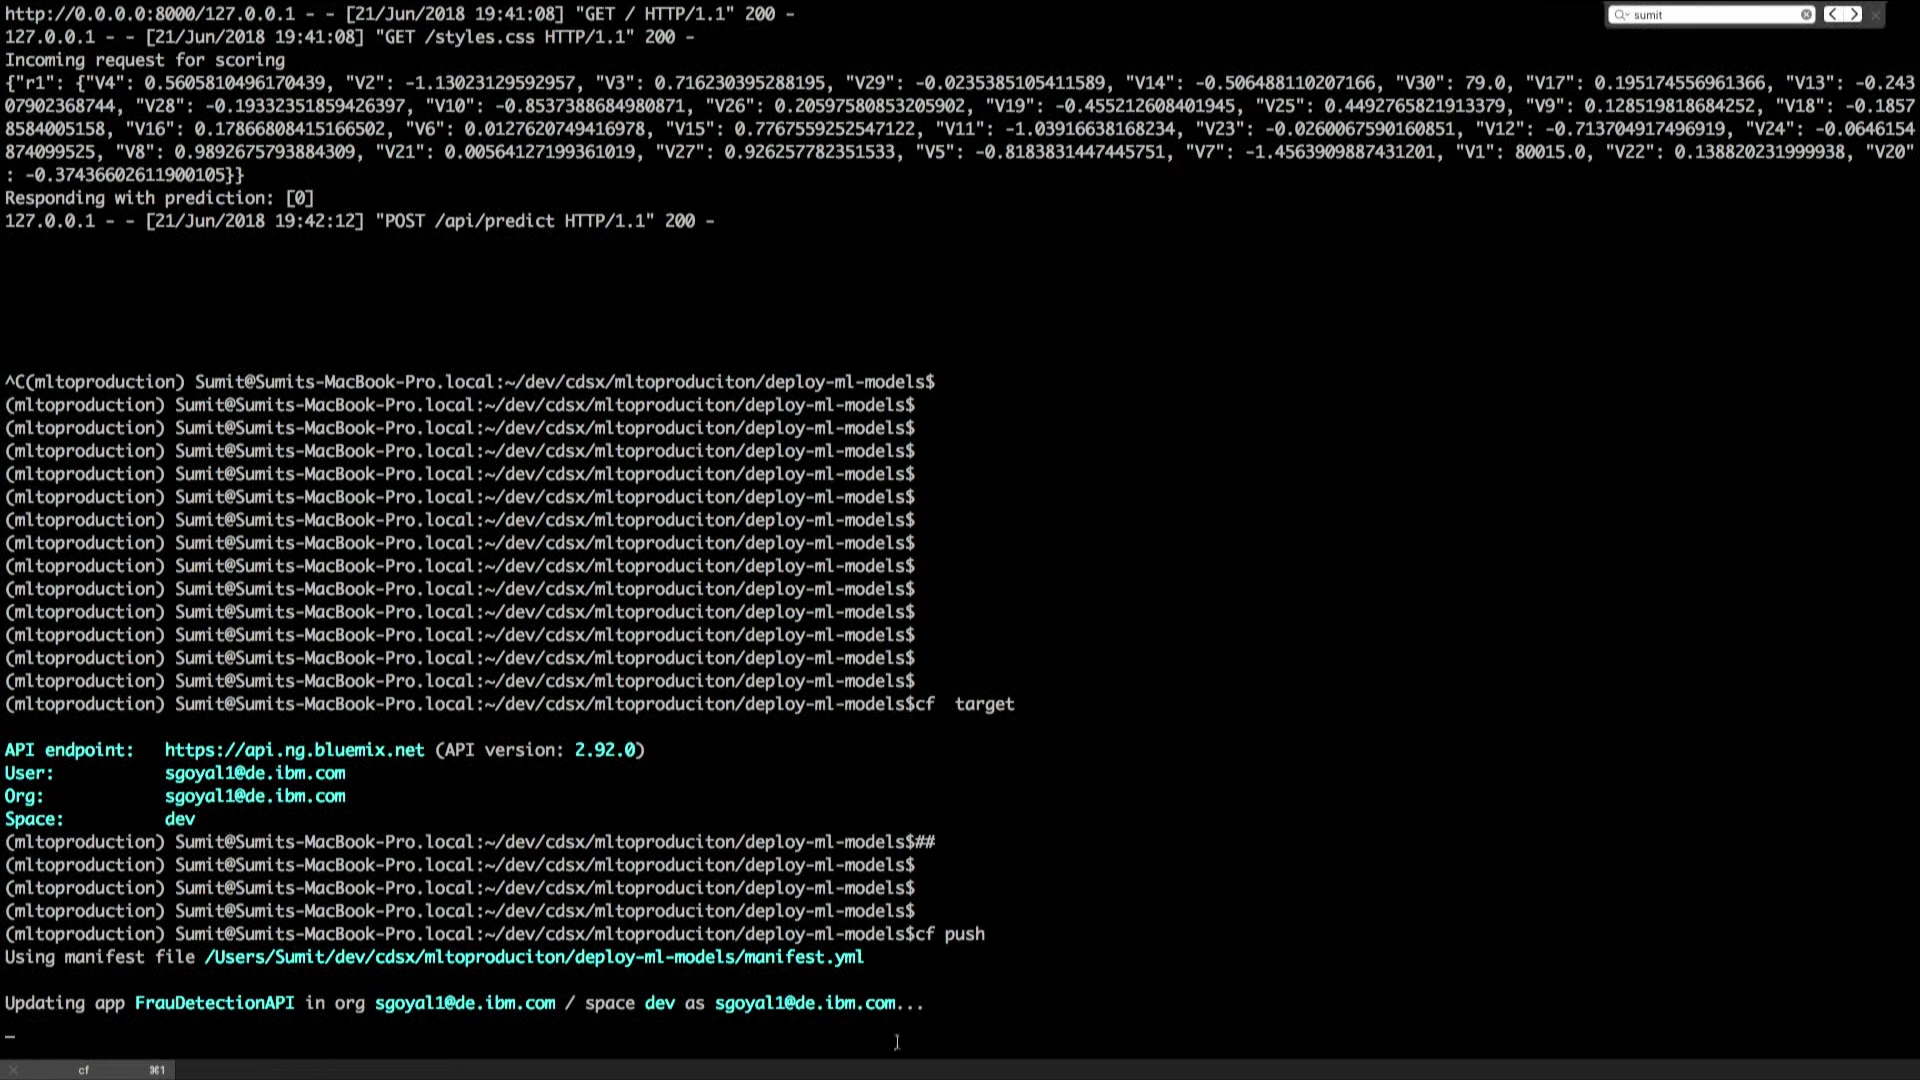 http://0.0.0.0:8000/127.0.0.1 - - [21/Jun/2018 19:41:08] "GET / HTTP/1.1" 200 -
sumit
127.0.0.1 - - [21/Jun/2018 19:41:08] "GET /styles.css HTTP/1.1" 200 -
Incoming request for scoring
{"r1": {"V4": 0.5605810496170439, "V2": -1.13023129592957, "V3": 0.716230395288195, "V29": -0.0235385105411589, "V14": -0.506488110207166, "V30": 79.0, "V17": 0.1951745569613​66, "V13": -0.243
07902368744, "V28": -0.19332351859426397, "V10": -0.8537388684980871, "V26": 0.20597580853205902, "V19": -0.455212608401945, "V25": 0.4492765821913379, "V9": 0.128519818684252, "V18": -0.1857
8584005158, "V16": 0.17866808415166502, "V6": 0.0127620749416978, "V15": 0.7767559252547122, "V11": -1.03916638168234, "V23": -0.0260067590160851, "V12": -0.713704917496919, "V24": -0.0646154
874099525, "V8": 0.9892675793884309, "V21": 0.00564127199361019, "V27": 0.926257782351533, "V5": -0.8183831447445751, "V7": -1.4563909887431201, "V1": 80015.0, "V22": 0.138820231999938, "V20"
: -0.37436602611900105}}
Responding with prediction: [0]
127.0.0.1 - - [21/Jun/2018 19:42:12] "POST /api/predict HTTP/1.1" 200 -
^C(mltoproduction) Sumit@Sumits-MacBook-Pro.local:~/dev/cdsx/mltoproduciton/deploy-ml-models$
(mltoproduction) Sumit@Sumits-MacBook-Pro.local:~/dev/cdsx/mltoproduciton/deploy-ml-models$
(mltoproduction) Sumit@Sumits-MacBook-Pro.local:~/dev/cdsx/mltoproduciton/deploy-ml-models$
(mltoproduction) Sumit@Sumits-MacBook-Pro.local:~/dev/cdsx/mltoproduciton/deploy-ml-models$
(mltoproduction) Sumit@Sumits-MacBook-Pro.local:~/dev/cdsx/mltoproduciton/deploy-ml-models$
(mltoproduction) Sumit@Sumits-MacBook-Pro.local:~/dev/cdsx/mltoproduciton/deploy-ml-models$
(mltoproduction) Sumit@Sumits-MacBook-Pro.local:~/dev/cdsx/mltoproduciton/deploy-ml-models$
(mltoproduction) Sumit@Sumits-MacBook-Pro.local:~/dev/cdsx/mltoproduciton/deploy-ml-models$
(mltoproduction) Sumit@Sumits-MacBook-Pro.local:~/dev/cdsx/mltoproduciton/deploy-ml-models$
(mltoproduction) Sumit@Sumits-MacBook-Pro.local:~/dev/cdsx/mltoproduciton/deploy-ml-models$
(mltoproduction) Sumit@Sumits-MacBook-Pro.local:~/dev/cdsx/mltoproduciton/deploy-ml-models$
(mltoproduction) Sumit@Sumits-MacBook-Pro.local:~/dev/cdsx/mltoproduciton/deploy-ml-models$
(mltoproduction) Sumit@Sumits-MacBook-Pro.local:~/dev/cdsx/mltoproduciton/deploy-ml-models$
(mltoproduction) Sumit@Sumits-MacBook-Pro.local:~/dev/cdsx/mltoproduciton/deploy-ml-models$
(mltoproduction) Sumit@Sumits-MacBook-Pro.local:~/dev/cdsx/mltoproduciton/deploy-ml-models$cf  target
API endpoint:   https://api.ng.bluemix.net (API version: 2.92.0)
User:           sgoyal1@de.ibm.com
Org:            sgoyal1@de.ibm.com
Space:          dev
(mltoproduction) Sumit@Sumits-MacBook-Pro.local:~/dev/cdsx/mltoproduciton/deploy-ml-models$##
(mltoproduction) Sumit@Sumits-MacBook-Pro.local:~/dev/cdsx/mltoproduciton/deploy-ml-models$
(mltoproduction) Sumit@Sumits-MacBook-Pro.local:~/dev/cdsx/mltoproduciton/deploy-ml-models$
(mltoproduction) Sumit@Sumits-MacBook-Pro.local:~/dev/cdsx/mltoproduciton/deploy-ml-models$
(mltoproduction) Sumit@Sumits-MacBook-Pro.local:~/dev/cdsx/mltoproduciton/deploy-ml-models$cf push
Using manifest file /Users/Sumit/dev/cdsx/mltoproduciton/deploy-ml-models/manifest.yml
Updating app FrauDetectionAPI in org sgoyal1@de.ibm.com / space dev as sgoyal1@de.ibm.com...
cf ⌘1